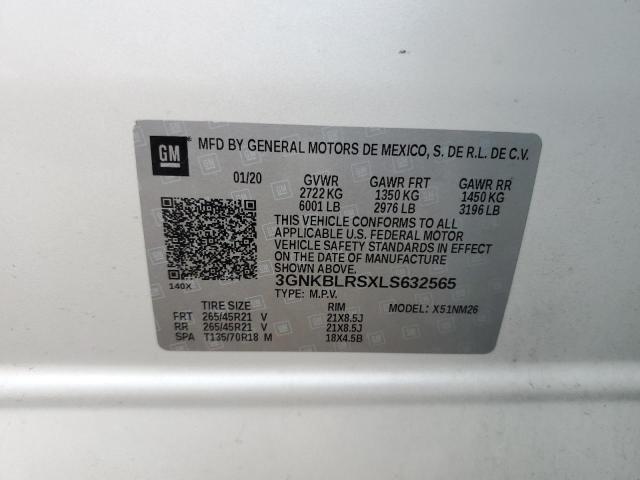 GM
MFD BY GENERAL MOTORS DE MEXICO, S. DE R.L. DE C.V.
01/20 GVWR GAWR FRT GAWR RR
2722 KG 1350 KG 1450 KG
6001 LB 2976 LB 3196 LB
THIS VEHICLE CONFORMS TO ALL
APPLICABLE U.S. FEDERAL MOTOR
VEHICLE SAFETY STANDARDS IN EFFECT
ON THE DATE OF MANUFACTURE
SHOWN ABOVE.
3GNKBLRSXLS632565
140X
TYPE: M.P.V. MODEL: X51NM26
TIRE SIZE RIM
FRT 265/45R21 V 21X8.5J
RR 265/45R21 V 21X8.5J
SPA T135/70R18 M 18X4.5B